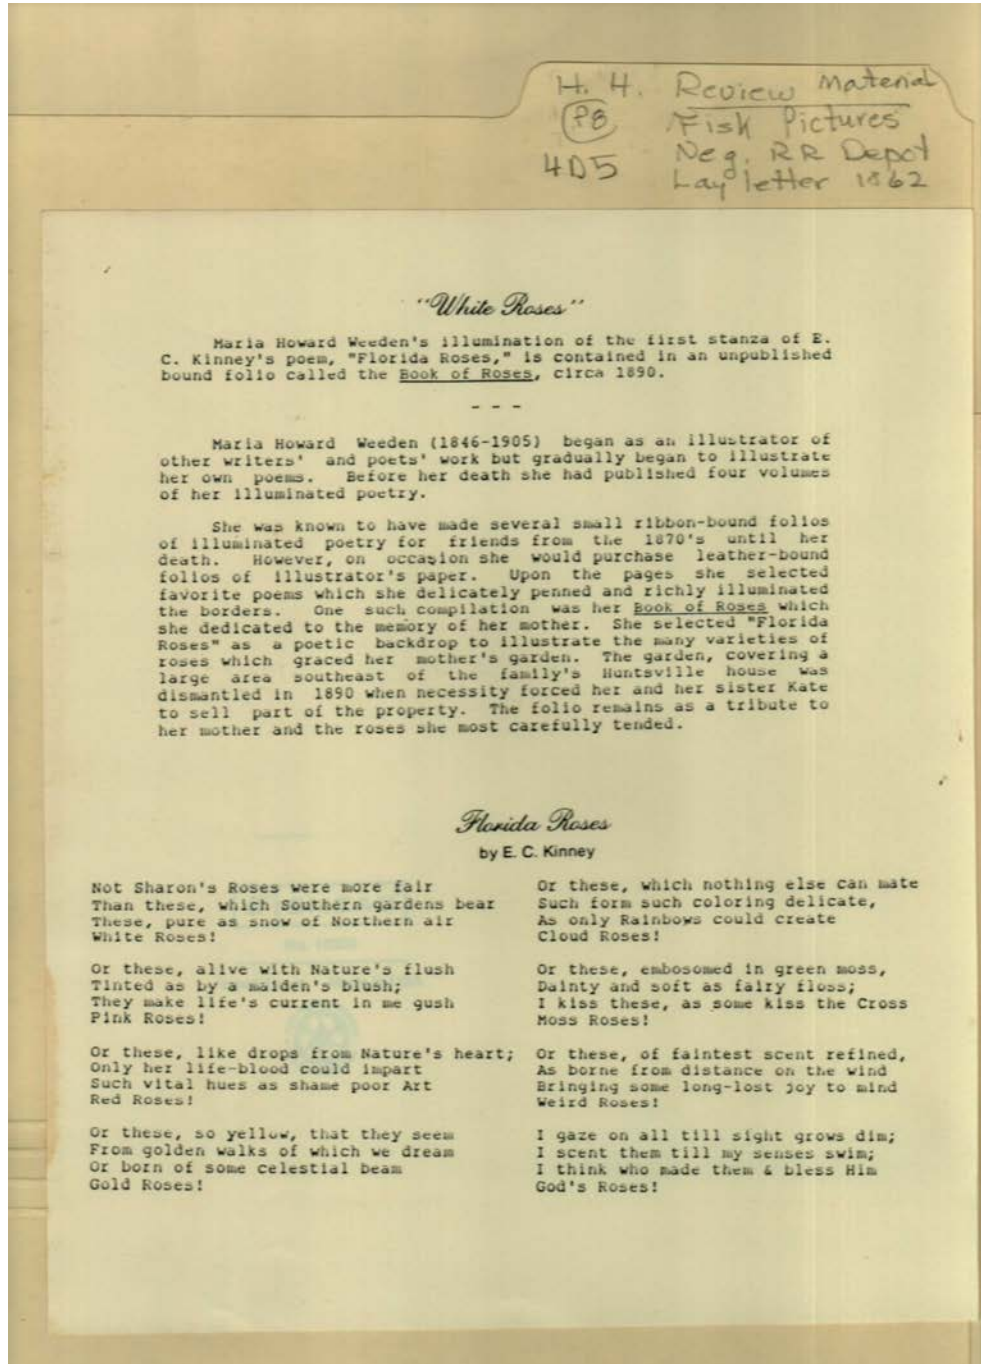 H. H. Review Material
P8 Fisk Pictures
4D5 Neg. RR Depot
Lay letter 1862
"White Roses"
Maria Howard Weeden's illumination of the first stanza of E.
C. Kinney's poem, "Florida Roses," is contained in an unpublished
bound folio called the Book of Roses, circa 1890.
- - -
Maria Howard Weeden (1846-1905) began as an illustrator of
other writers' and poets' work but gradually began to illustrate
her own poems. Before her death she had published four volumes
of her illuminated poetry.
She was known to have made several small ribbon-bound folios
of illuminated poetry for friends from the 1870's until her
death. However, on occasion she would purchase leather-bound
folios of illustrator's paper. Upon the pages she selected
favorite poems which she delicately penned and richly illuminated
the borders. One such compilation was her Book of Roses which
she dedicated to the memory of her mother. She selected "Florida
Roses" as a poetic backdrop to illustrate the many varieties of
roses which graced her mother's garden. The garden, covering a
large area southeast of the family's Huntsville house was
dismantled in 1890 when necessity forced her and her sister Kate
to sell part of the property. The folio remains as a tribute to
her mother and the roses she most carefully tended.
Florida Roses
by E. C. Kinney
Not Sharon's Roses were more fair
Than these, which Southern gardens bear
These, pure as snow of Northern air
White Roses!
Or these, alive with Nature's flush
Tinted as by a maiden's blush;
They make life's current in me gush
Pink Roses!
Or these, like drops from Nature's heart;
Only her life-blood could impart
Such vital hues as shame poor Art
Red Roses!
Or these, so yellow, that they seem
From golden walks of which we dream
Or born of some celestial beam
Gold Roses!
Or these, which nothing else can mate
Such form such coloring delicate,
As only Rainbows could create
Cloud Roses!
Or these, embosomed in green moss,
Dainty and soft as fairy floss;
I kiss these, as some kiss the Cross
Moss Roses!
Or these, of faintest scent refined,
As borne from distance on the wind
Bringing some long-lost joy to mind
Weird Roses!
I gaze on all till sight grows dim;
I scent them till my senses swim;
I think who made them & bless Him
God's Roses!